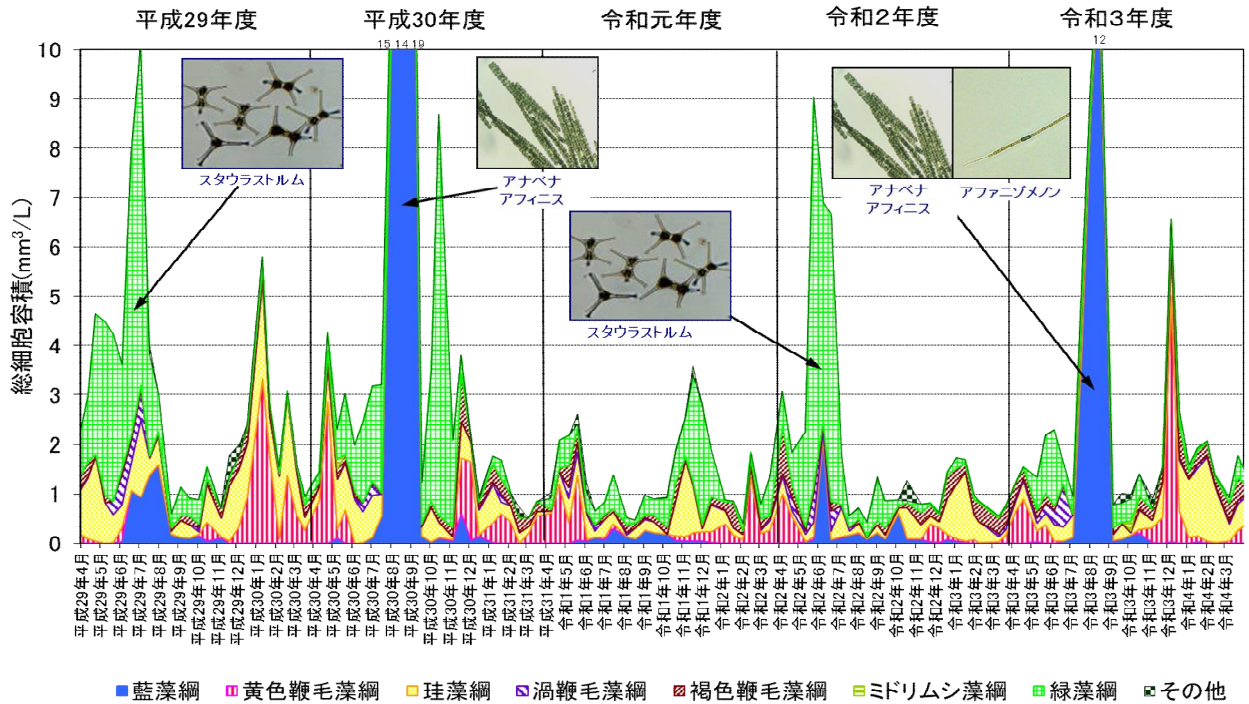 平成29年度
平成30年度
令和元年度
令和2年度
令和3年度
15 14 19
12
10
9
8
7
6
5
4
3
2
1
0
総細胞容積(mm³/L)
スタウラストルム
アナベナ
アフィニス
スタウラストルム
アナベナ
アフィニス
アファニゾメノン
平成29年4月
平成29年5月
平成29年6月
平成29年7月
平成29年8月
平成29年9月
平成29年10月
平成29年11月
平成29年12月
平成30年1月
平成30年2月
平成30年3月
平成30年4月
平成30年5月
平成30年6月
平成30年7月
平成30年8月
平成30年9月
平成30年10月
平成30年11月
平成30年12月
平成31年1月
平成31年2月
平成31年3月
平成31年4月
令和1年5月
令和1年6月
令和1年7月
令和1年8月
令和1年9月
令和1年10月
令和1年11月
令和1年12月
令和2年1月
令和2年2月
令和2年3月
令和2年4月
令和2年5月
令和2年6月
令和2年7月
令和2年8月
令和2年9月
令和2年10月
令和2年11月
令和2年12月
令和3年1月
令和3年2月
令和3年3月
令和3年4月
令和3年5月
令和3年6月
令和3年7月
令和3年8月
令和3年9月
令和3年10月
令和3年11月
令和3年12月
令和4年1月
令和4年2月
令和4年3月
藍藻綱 黄色鞭毛藻綱 珪藻綱 渦鞭毛藻綱 褐色鞭毛藻綱 ミドリムシ藻綱 緑藻綱 その他